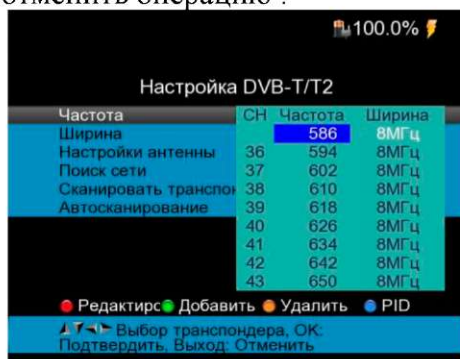 отменить операцию .
100.0%
Настройка DVB-T/T2
Частота CH Частота Ширина
Ширина 586 8МГц
Настройки антенны 36 594 8МГц
Поиск сети 37 602 8МГц
Сканировать транспон 38 610 8МГц
Автосканирование 39 618 8МГц
40 626 8МГц
41 634 8МГц
42 642 8МГц
43 650 8МГц
Редактирс Добавить Удалить PID
Выбор транспондера, OK:
Подтвердить, Выход: Отменить